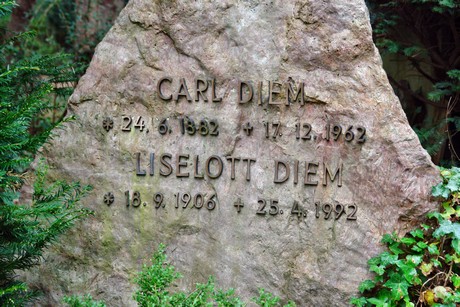 CARL DIEM
* 24. 6. 1882 + 17. 12. 1962
LISELOTT DIEM
* 18. 9. 1906 + 25. 4. 1992